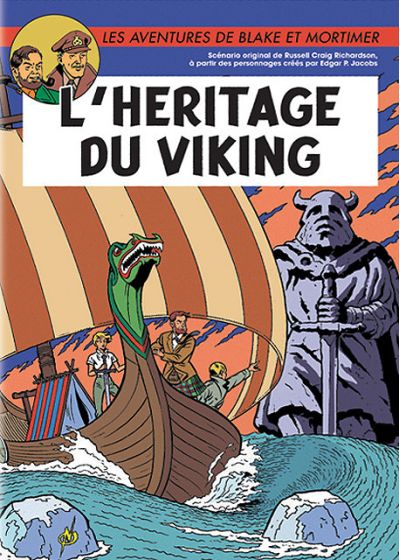 LES AVENTURES DE BLAKE ET MORTIMER
Scénario original de Russell Craig Richardson,
à partir des personnages créés par Edgar P. Jacobs
L'HERITAGE
DU VIKING